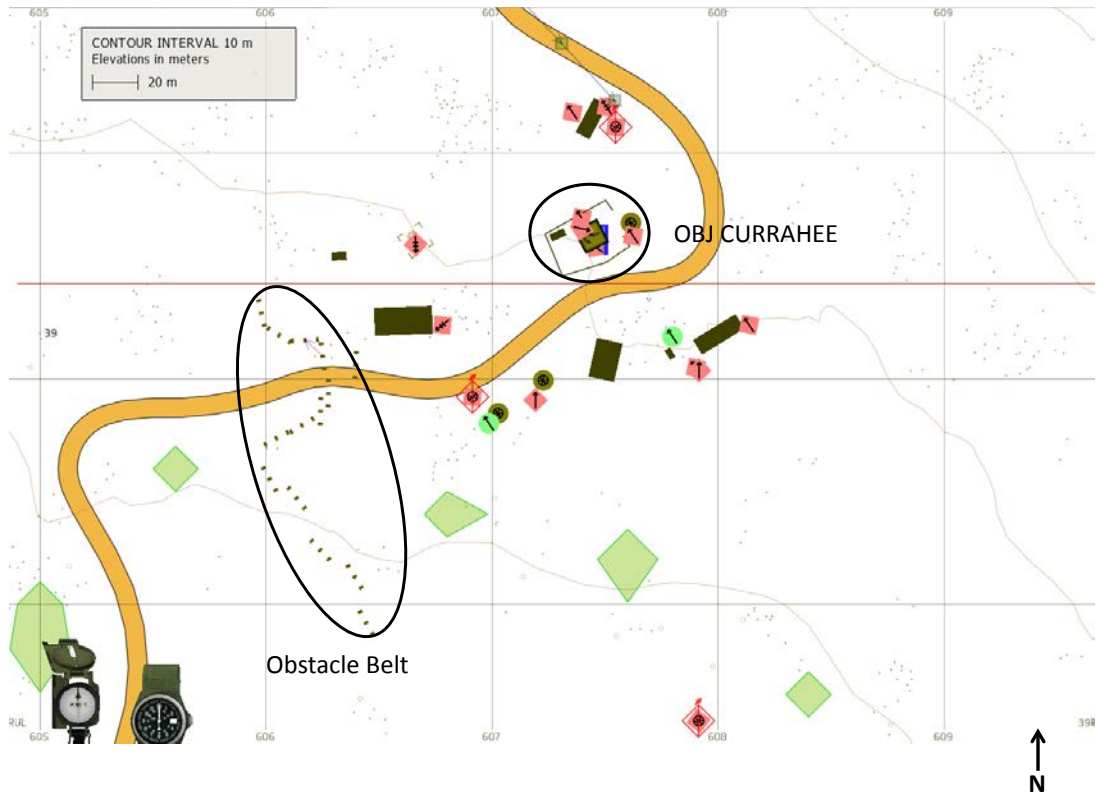 605 606 607 608 609
CONTOUR INTERVAL 10 m
Elevations in meters
20 m
OBJ CURRAHEE
39
Obstacle Belt
RUL
605 606 607 608 609
N